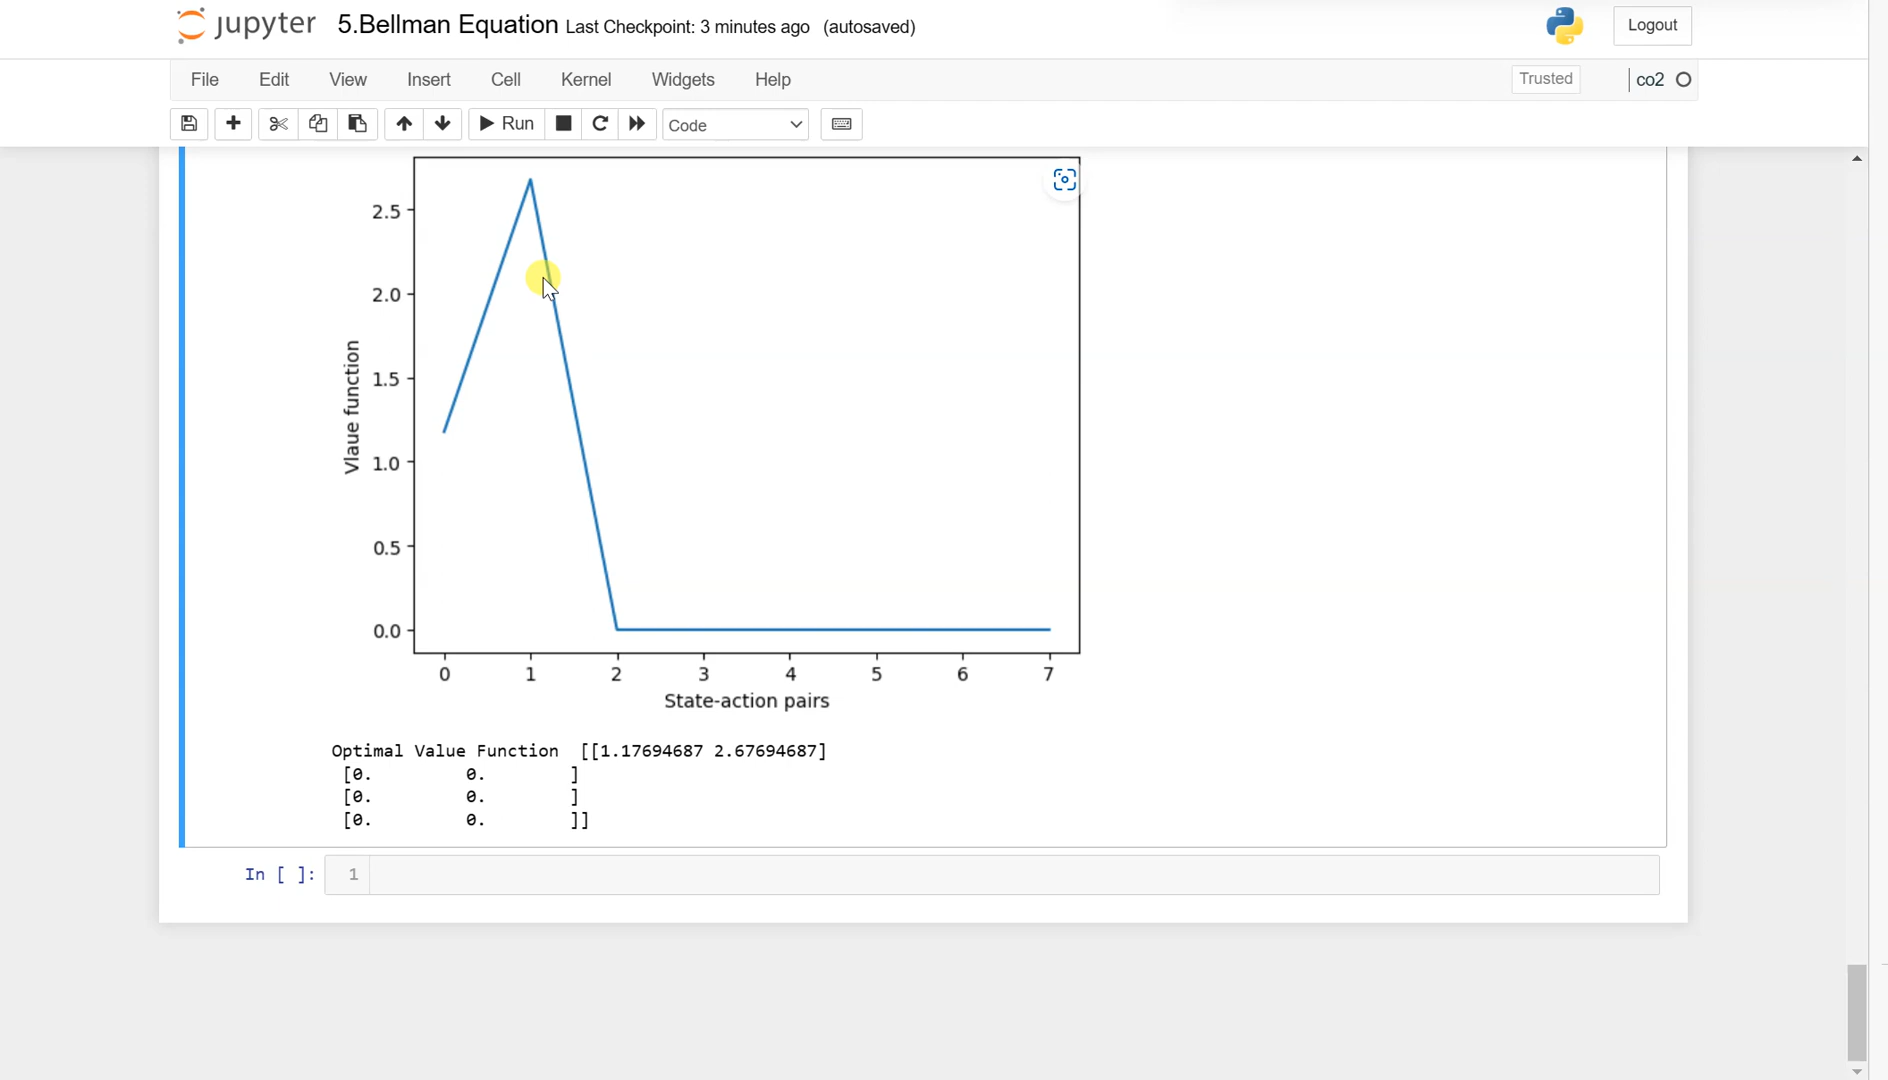 jupyter 5.Bellman Equation Last Checkpoint: 3 minutes ago (autosaved) Logout
File Edit View Insert Cell Kernel Widgets Help Trusted co2
Run Code
2.5
2.0
1.5
1.0
0.5
0.0
Vlaue function
0 1 2 3 4 5 6 7
State-action pairs
Optimal Value Function [[1.17694687 2.67694687]
[0. 0. ]
[0. 0. ]
[0. 0. ]]
In [ ]: 1